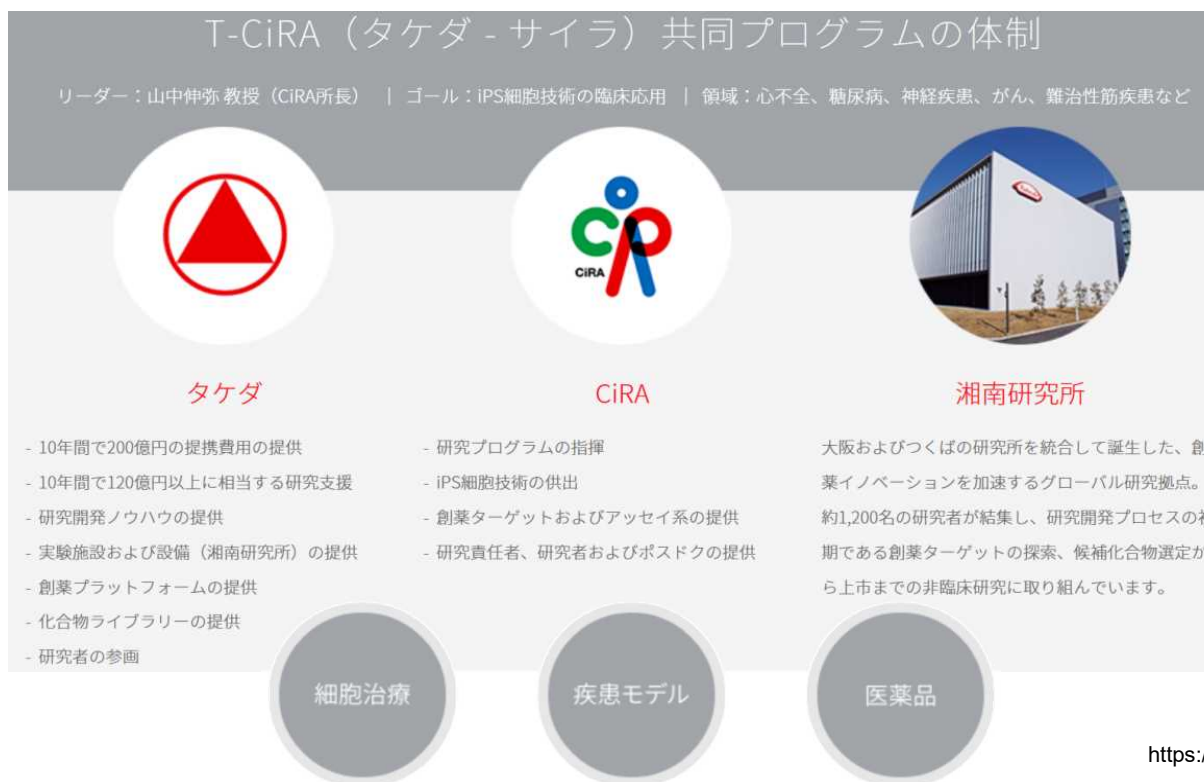 T-CiRA（タケダ - サイラ）共同プログラムの体制
リーダー：山中伸弥 教授（CiRA所長） | ゴール：iPS細胞技術の臨床応用 | 領域：心不全、糖尿病、神経疾患、がん、難治性筋疾患など
CiRA
タケダ
- 10年間で200億円の提携費用の提供
- 10年間で120億円以上に相当する研究支援
- 研究開発ノウハウの提供
- 実験施設および設備（湘南研究所）の提供
- 創薬プラットフォームの提供
- 化合物ライブラリーの提供
- 研究者の参画
CiRA
- 研究プログラムの指揮
- iPS細胞技術の供出
- 創薬ターゲットおよびアッセイ系の提供
- 研究責任者、研究者およびポスドクの提供
湘南研究所
大阪およびつくばの研究所を統合して誕生した、創
薬イノベーションを加速するグローバル研究拠点。
約1,200名の研究者が結集し、研究開発プロセスの
期である創薬ターゲットの探索、候補化合物選定か
ら上市までの非臨床研究に取り組んでいます。
細胞治療
疾患モデル
医薬品
https:/